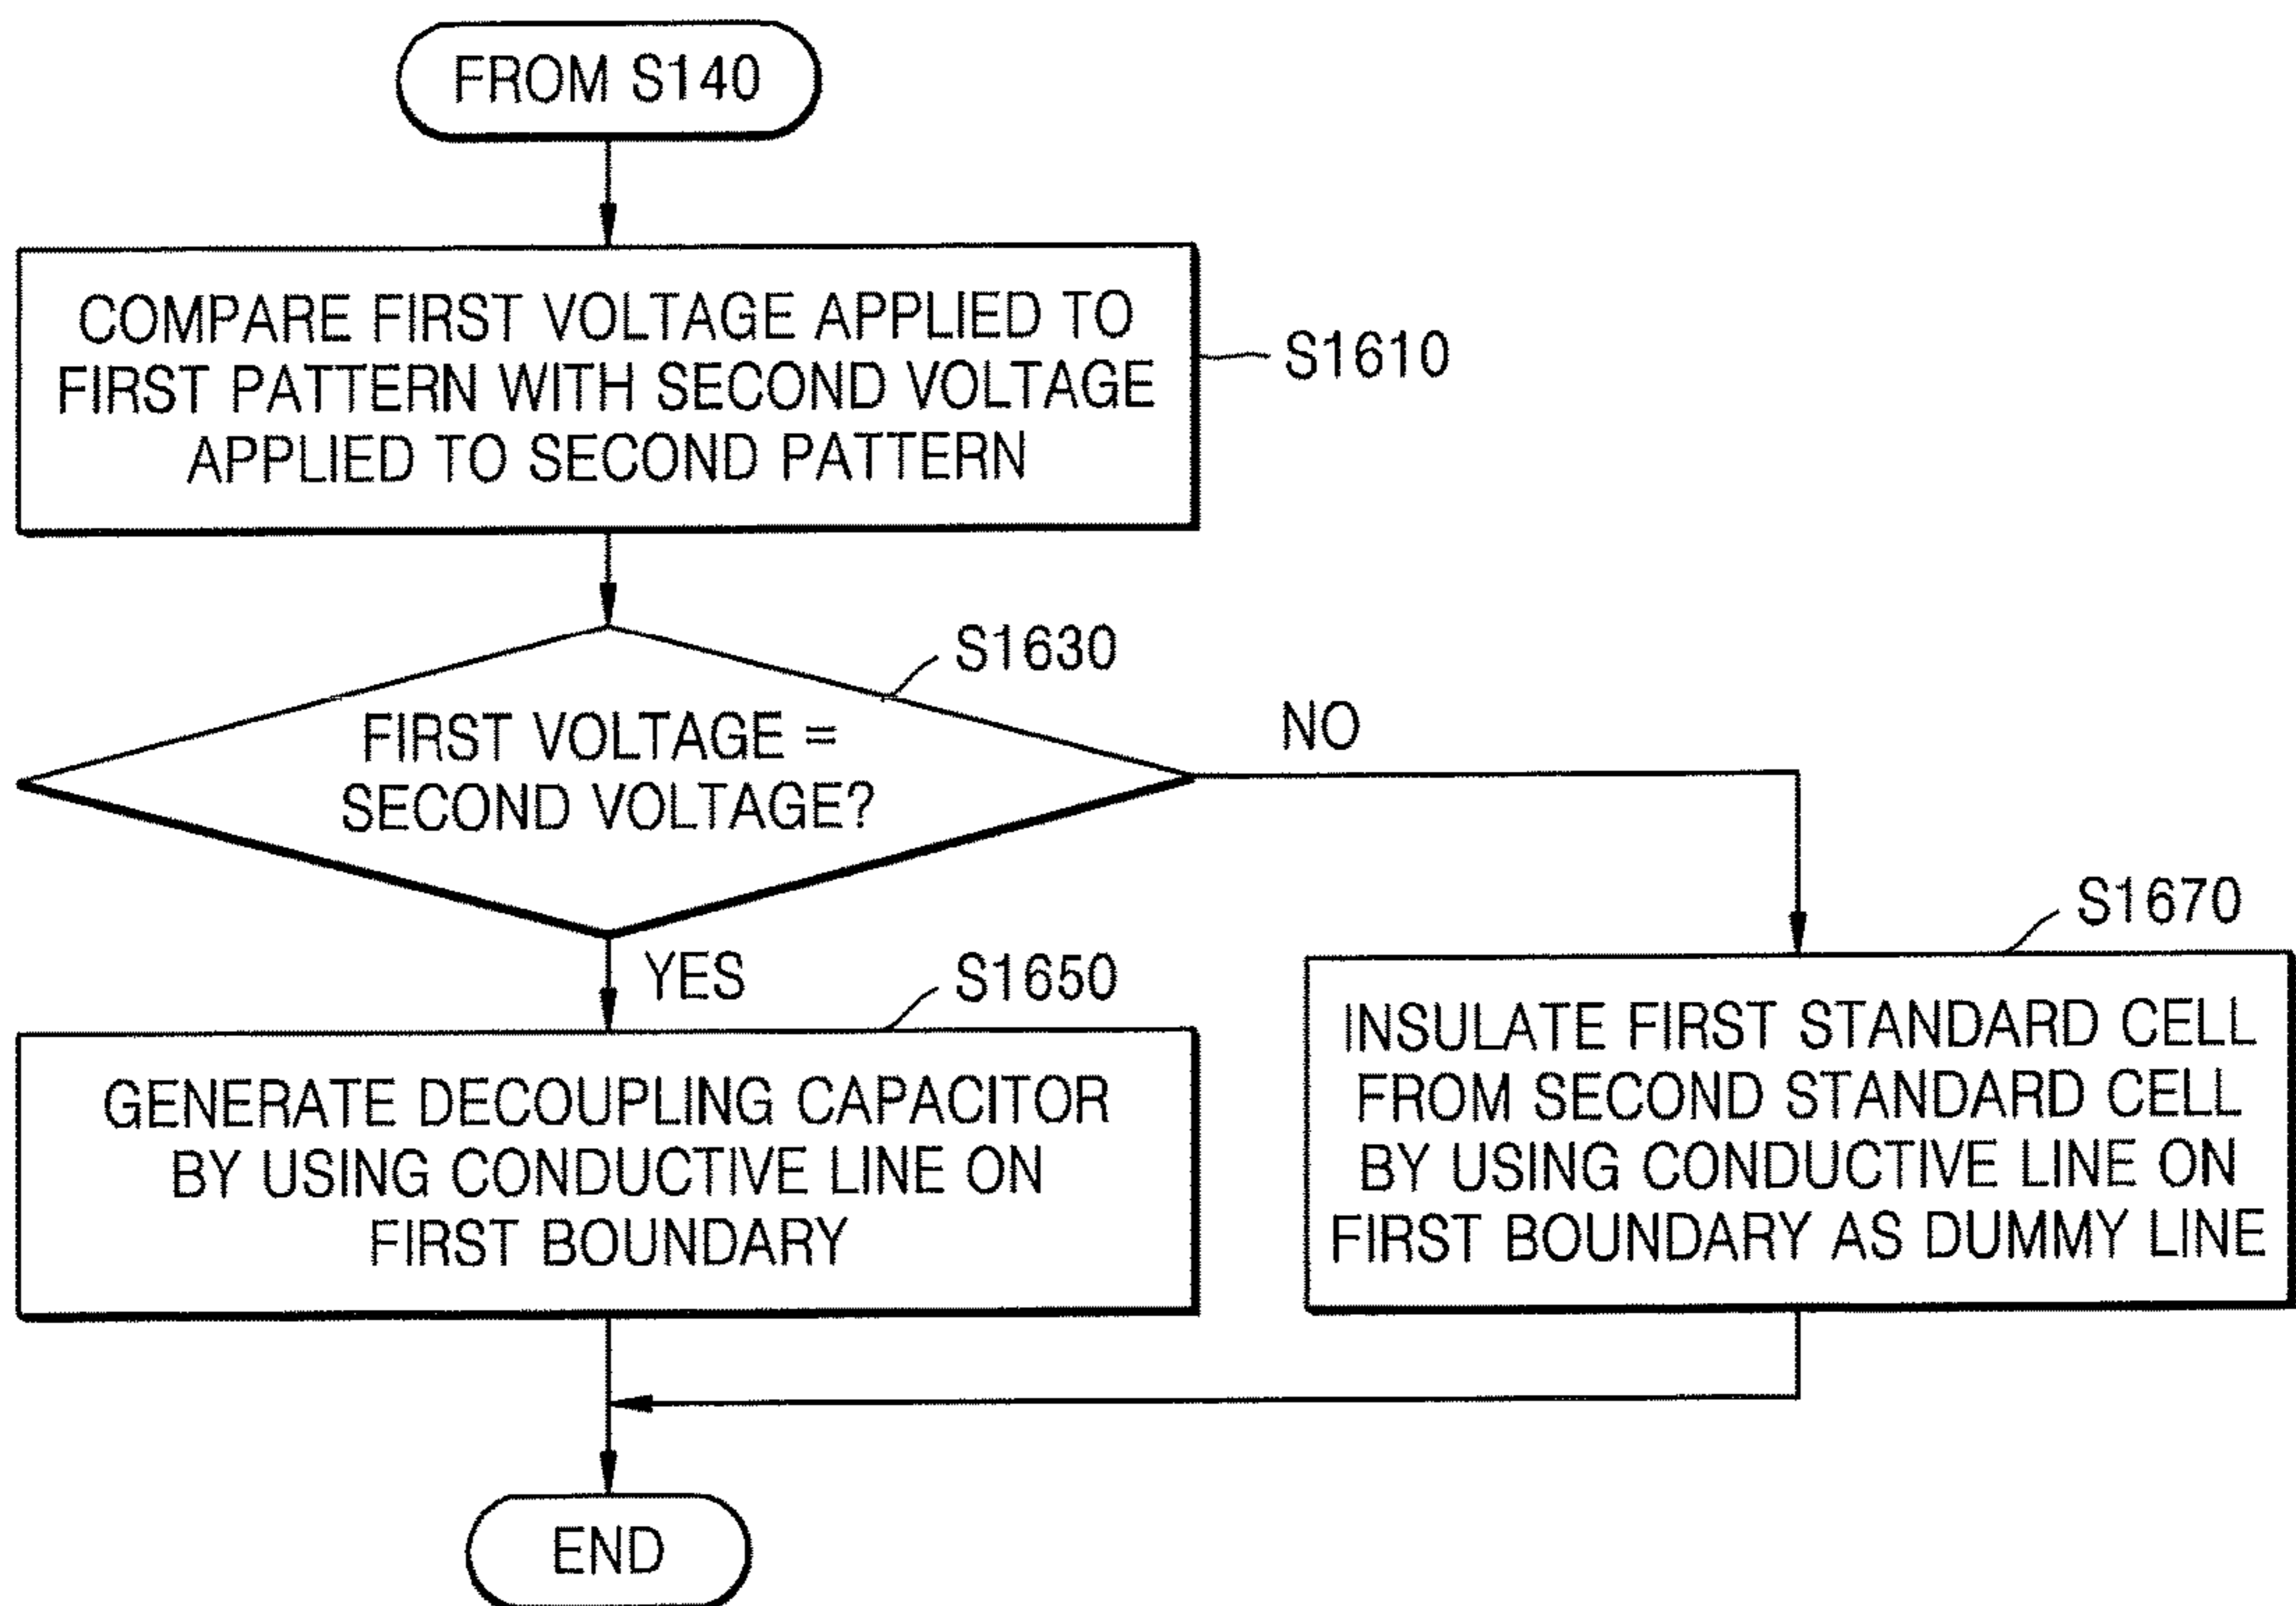 FROM S140
COMPARE FIRST VOLTAGE APPLIED TO
FIRST PATTERN WITH SECOND VOLTAGE
APPLIED TO SECOND PATTERN
S1610
S1630
FIRST VOLTAGE =
SECOND VOLTAGE?
NO
YES
S1650
GENERATE DECOUPLING CAPACITOR
BY USING CONDUCTIVE LINE ON
FIRST BOUNDARY
S1670
INSULATE FIRST STANDARD CELL
FROM SECOND STANDARD CELL
BY USING CONDUCTIVE LINE ON
FIRST BOUNDARY AS DUMMY LINE
END